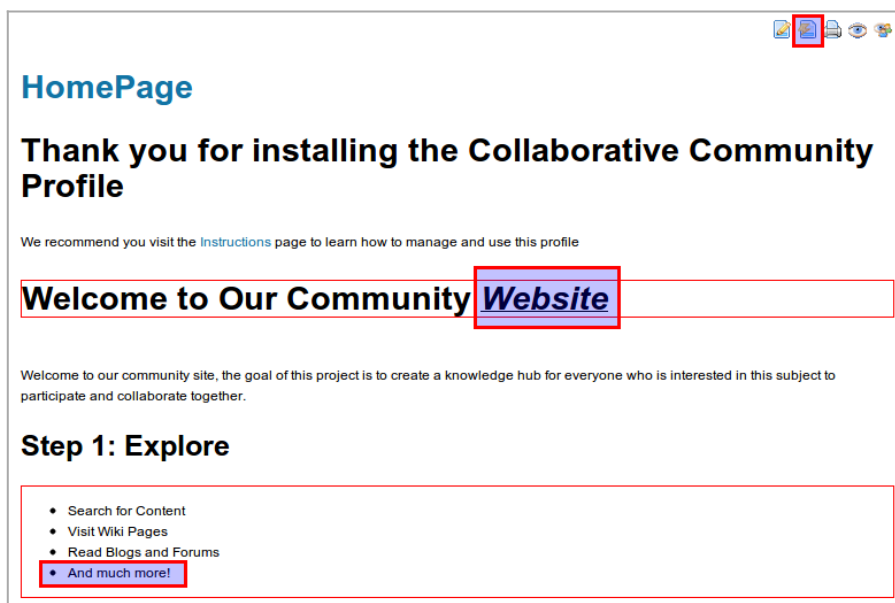 HomePage
Thank you for installing the Collaborative Community
Profile
We recommend you visit the Instructions page to learn how to manage and use this profile
Welcome to Our Community Website
Welcome to our community site, the goal of this project is to create a knowledge hub for everyone who is interested in this subject to
participate and collaborate together.
Step 1: Explore
Search for Content
Visit Wiki Pages
Read Blogs and Forums
And much more!